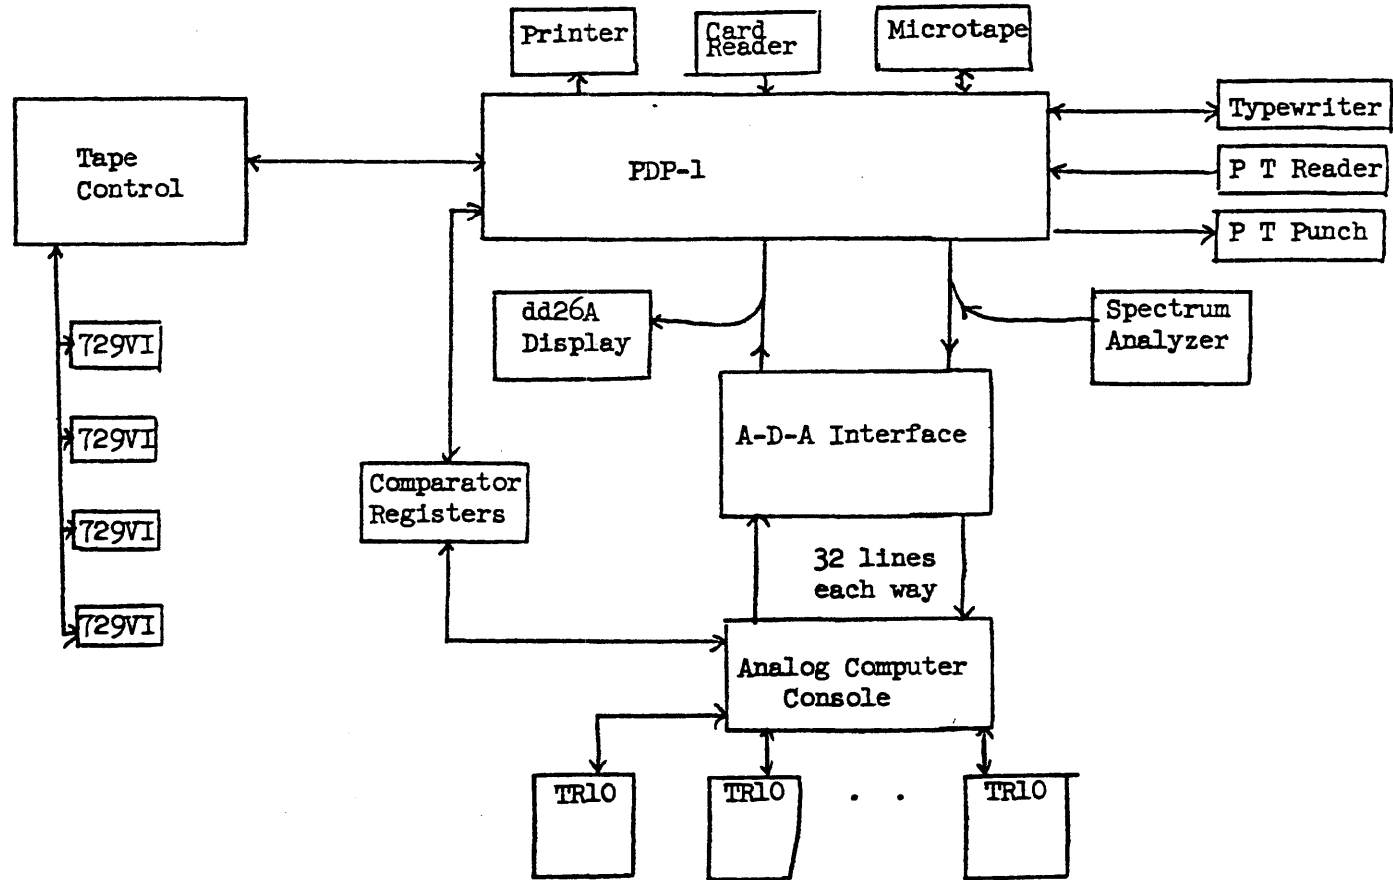 Printer
Card
Reader
Microtape
Tape
Control
PDP-1
Typewriter
P T Reader
P T Punch
dd26A
Display
Spectrum
Analyzer
729VI
729VI
729VI
729VI
A-D-A Interface
Comparator
Registers
32 lines
each way
Analog Computer
Console
TR10
TR10
. .
TR10